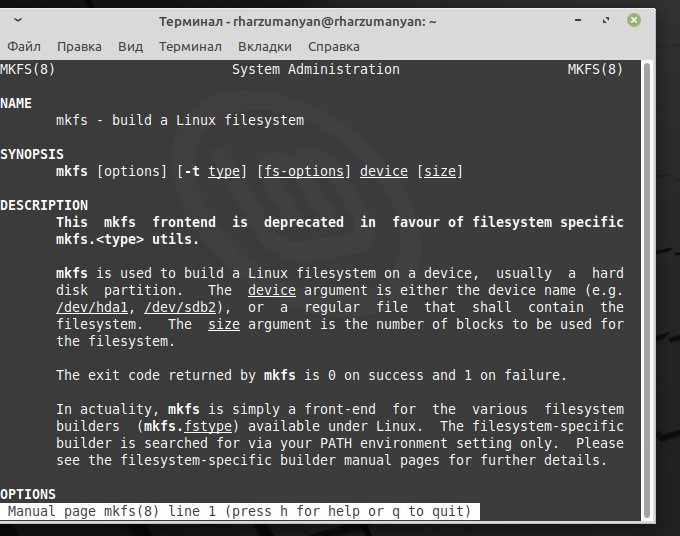 Терминал - rharzumanyan@rharzumanyan: ~
Файл Правка Вид Терминал Вкладки Справка
MKFS(8) System Administration MKFS(8)
NAME
mkfs - build a Linux filesystem
SYNOPSIS
mkfs [options] [-t type] [fs-options] device [size]
DESCRIPTION
This mkfs frontend is deprecated in favour of filesystem specific
mkfs.<type> utils.
mkfs is used to build a Linux filesystem on a device, usually a hard
disk partition. The device argument is either the device name (e.g.
/dev/hda1, /dev/sdb2), or a regular file that shall contain the
filesystem. The size argument is the number of blocks to be used for
the filesystem.
The exit code returned by mkfs is 0 on success and 1 on failure.
In actuality, mkfs is simply a front-end for the various filesystem
builders (mkfs.fstype) available under Linux. The filesystem-specific
builder is searched for via your PATH environment setting only. Please
see the filesystem-specific builder manual pages for further details.
OPTIONS
Manual page mkfs(8) line 1 (press h for help or q to quit)